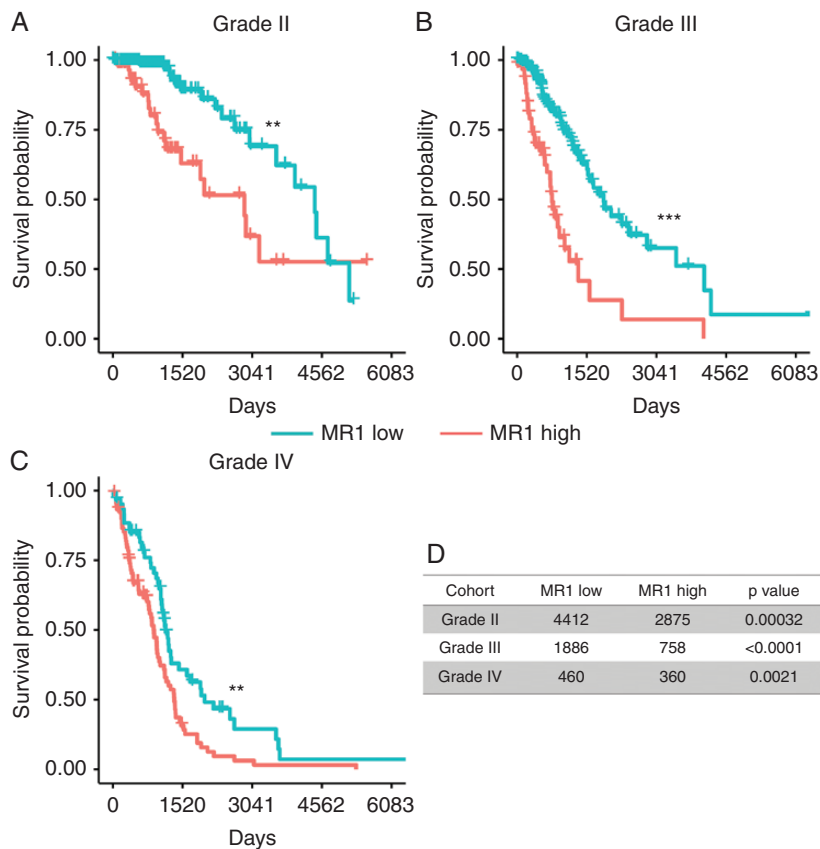 A
Grade II
1.00
0.75
0.50
0.50
0.00
Survival probability
0 1520 3041 4562 6083
Days
**
B
Grade III
1.00
0.75
0.50
0.50
0.00
Survival probability
0 1520 3041 4562 6083
Days
***
MR1 low MR1 high
C
Grade IV
1.00
0.75
0.50
0.50
0.00
Survival probability
0 1520 3041 4562 6083
Days
**
D
Cohort MR1 low MR1 high p value
Grade II 4412 2875 0.00032
Grade III 1886 758 <0.0001
Grade IV 460 360 0.0021